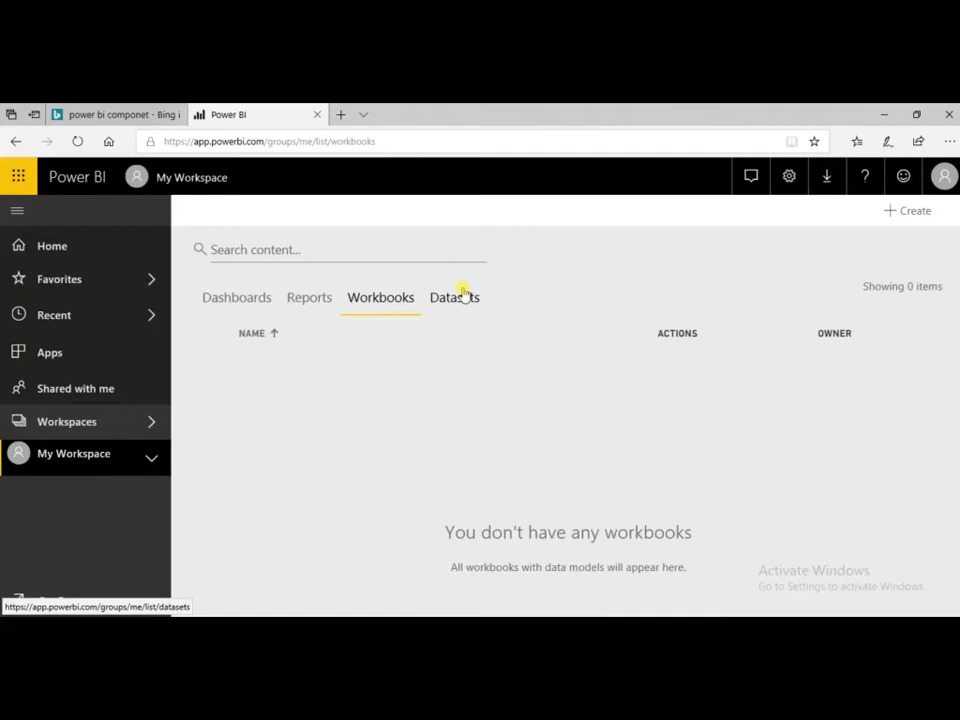 power bi componet - Bing i
Power BI
https://app.powerbi.com/groups/me/list/workbooks
Power BI
My Workspace
Create
Home
Search content...
Favorites
Showing 0 items
Dashboards Reports Workbooks Datasets
Recent
NAME ACTIONS OWNER
Apps
Shared with me
Workspaces
My Workspace
You don't have any workbooks
All workbooks with data models will appear here.
Activate Windows
Go to Settings to activate Windows.
https://app.powerbi.com/groups/me/list/datasets